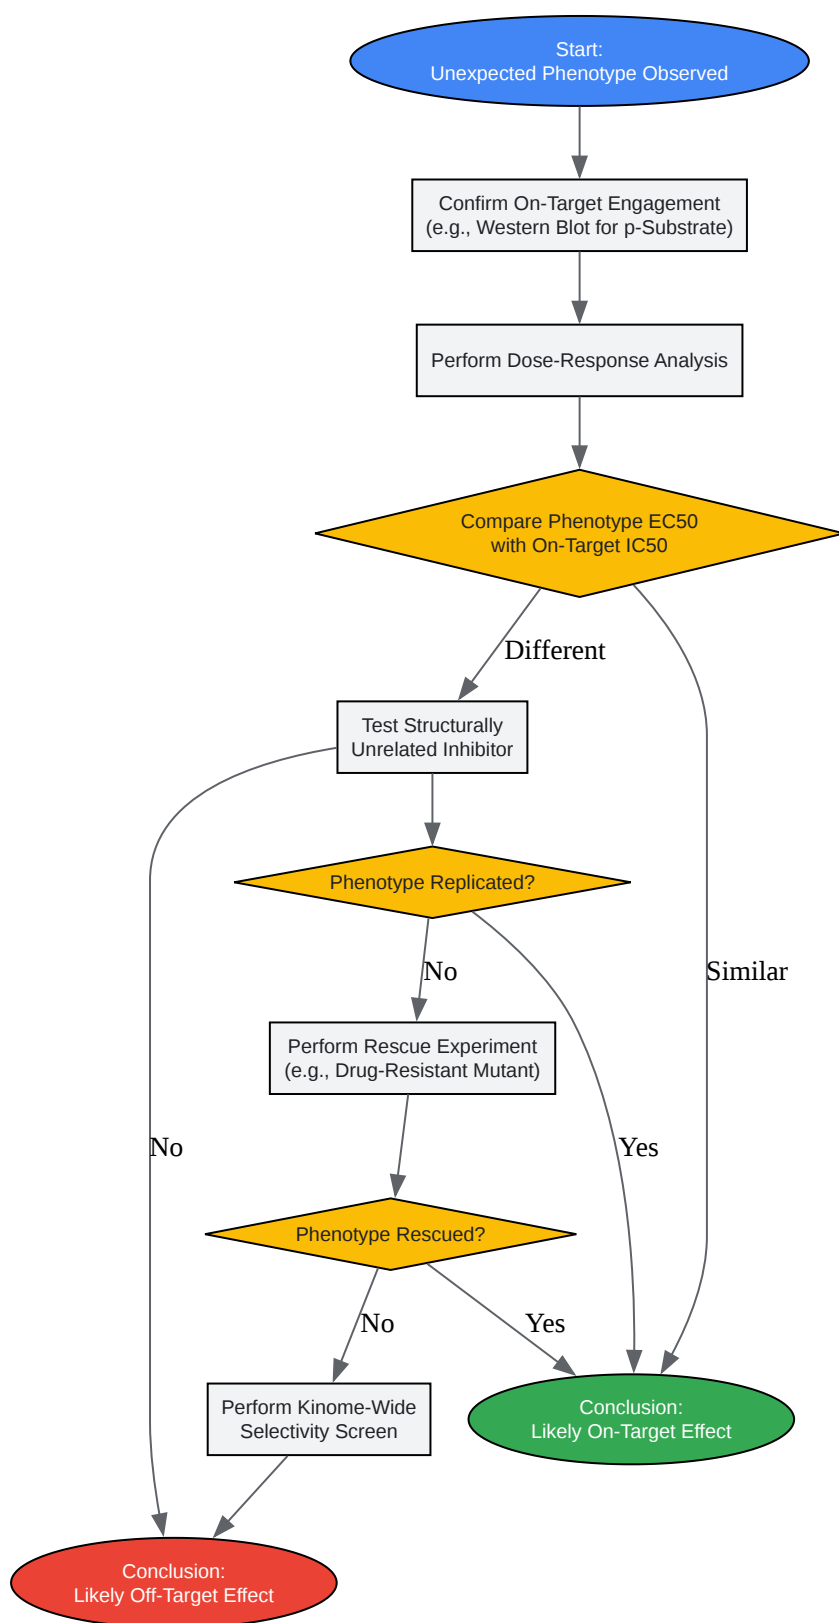 Start:
Unexpected Phenotype Observed
Confirm On-Target Engagement
(e.g., Western Blot for p-Substrate)
Perform Dose-Response Analysis
Compare Phenotype EC50
with On-Target IC50
Different
Test Structurally
Unrelated Inhibitor
Phenotype Replicated?
No
Similar
Perform Rescue Experiment
(e.g., Drug-Resistant Mutant)
No
Yes
Phenotype Rescued?
No
Yes
Perform Kinome-Wide
Selectivity Screen
Conclusion:
Likely On-Target Effect
Conclusion:
Likely Off-Target Effect